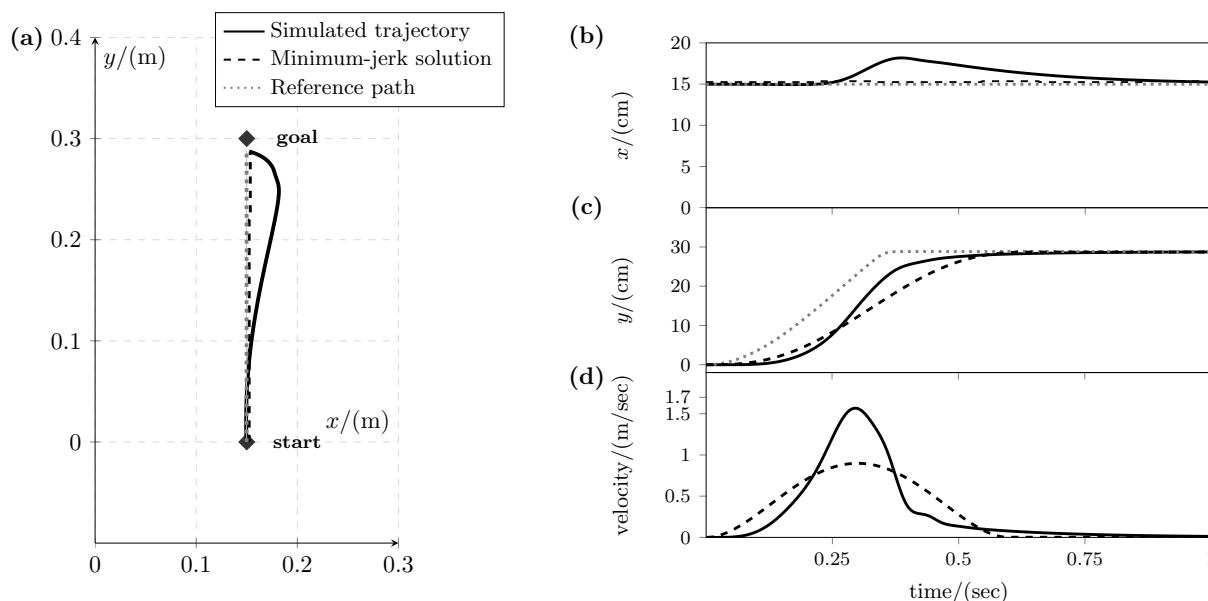 (a)
0.4
y/(m)
0.3
0.2
0.1
0
0
0.1
0.2
0.3
x/(m)
Simulated trajectory
Minimum-jerk solution
Reference path
goal
start
(b)
20
15
10
5
0
x/(cm)
(c)
30
20
10
0
y/(cm)
(d)
1.7
1.5
1
0.5
0
velocity/(m/sec)
0.25
0.5
0.75
time/(sec)